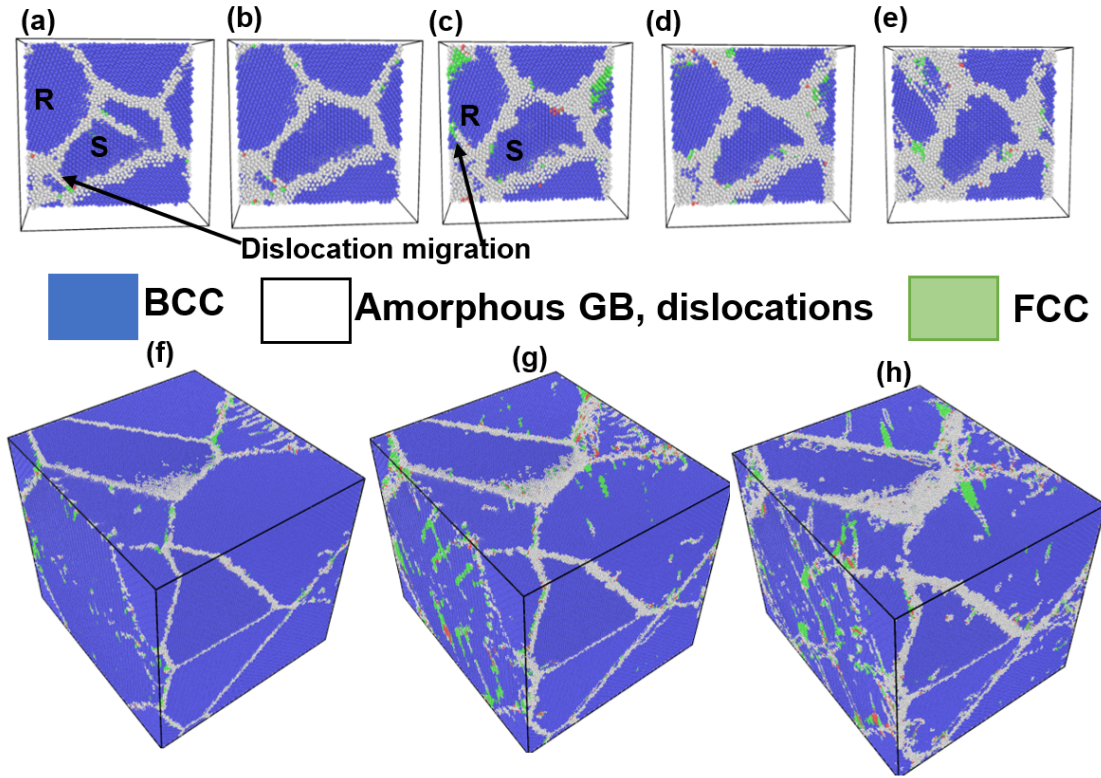 (a) (b) (c) (d) (e)
R
S
R
S
Dislocation migration
BCC
Amorphous GB, dislocations
FCC
(f) (g) (h)